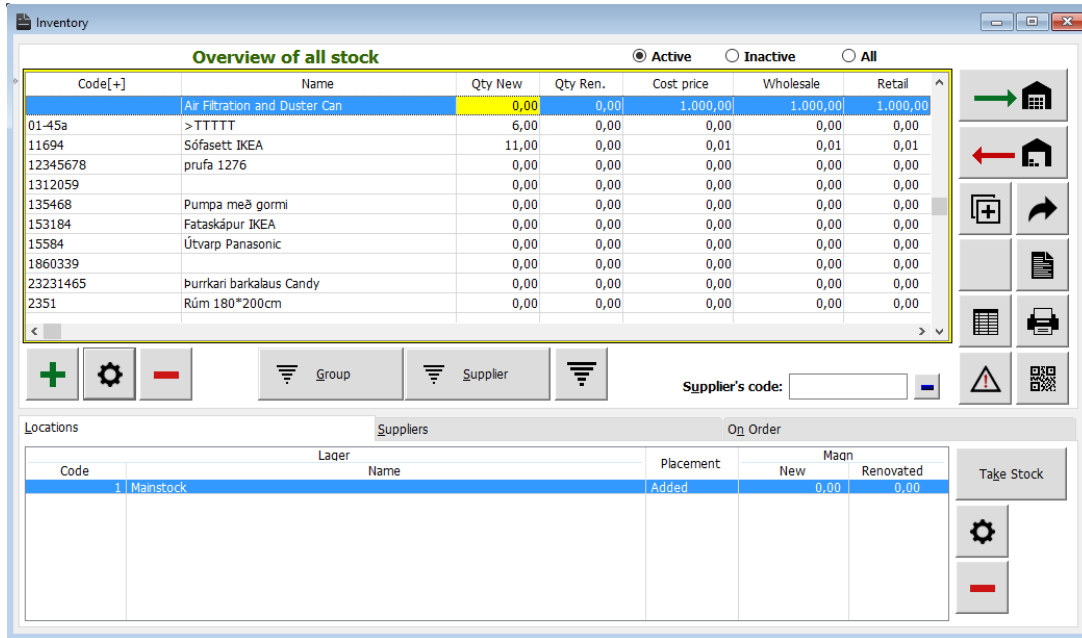 Inventory
Overview of all stock
Active Inactive All
Code[+] Name Qty New Qty Ren. Cost price Wholesale Retail
Air Filtration and Duster Can 0,00 0,00 1.000,00 1.000,00 1.000,00
01-45a >TTTTT 6,00 0,00 0,00 0,00 0,00
11694 Sófasett IKEA 11,00 0,00 0,01 0,01 0,01
12345678 prufa 1276 0,00 0,00 0,00 0,00 0,00
1312059 0,00 0,00 0,00 0,00 0,00
135468 Pumpa með gormi 0,00 0,00 0,00 0,00 0,00
153184 Fataskápur IKEA 0,00 0,00 0,00 0,00 0,00
15584 Útvarp Panasonic 0,00 0,00 0,00 0,00 0,00
1860339 0,00 0,00 0,00 0,00 0,00
23231465 Þurrkari barkalaus Candy 0,00 0,00 0,00 0,00 0,00
2351 Rúm 180*200cm 0,00 0,00 0,00 0,00 0,00
Group Supplier
Supplier's code:
Locations Suppliers On Order
Lager Magn
Code Name Placement New Renovated
1 Mainstock Added 0,00 0,00
Take Stock